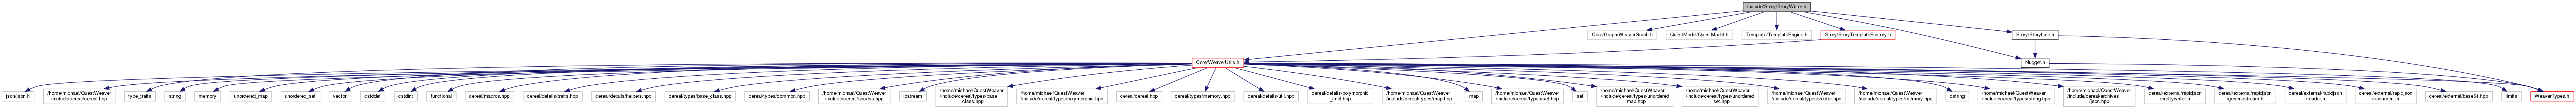 include/Story/StoryWriter.h
Core/Graph/WeaverGraph.h
QuestModel/QuestModel.h
Template/TemplateEngine.h
Story/StoryTemplateFactory.h
Story/StoryLine.h
Core/WeaverUtils.h
Nugget.h
json/json.h
/home/michael/QuestWeaver
/include/cereal/cereal.hpp
type_traits
string
memory
unordered_map
unordered_set
vector
cstddef
cstdint
functional
cereal/macros.hpp
cereal/details/traits.hpp
cereal/details/helpers.hpp
cereal/types/base_class.hpp
cereal/types/common.hpp
/home/michael/QuestWeaver
/include/cereal/access.hpp
iostream
/home/michael/QuestWeaver
/include/cereal/types/base
_class.hpp
/home/michael/QuestWeaver
/include/cereal/types/polymorphic.hpp
cereal/cereal.hpp
cereal/types/memory.hpp
cereal/details/util.hpp
cereal/details/polymorphic
_impl.hpp
/home/michael/QuestWeaver
/include/cereal/types/map.hpp
map
/home/michael/QuestWeaver
/include/cereal/types/set.hpp
set
/home/michael/QuestWeaver
/include/cereal/types/unordered
_map.hpp
/home/michael/QuestWeaver
/include/cereal/types/unordered
_set.hpp
/home/michael/QuestWeaver
/include/cereal/types/vector.hpp
/home/michael/QuestWeaver
/include/cereal/types/memory.hpp
cstring
/home/michael/QuestWeaver
/include/cereal/types/string.hpp
/home/michael/QuestWeaver
/include/cereal/archives
/json.hpp
cereal/external/rapidjson
/prettywriter.h
cereal/external/rapidjson
/genericstream.h
cereal/external/rapidjson
/reader.h
cereal/external/rapidjson
/document.h
cereal/external/base64.hpp
limits
WeaverTypes.h